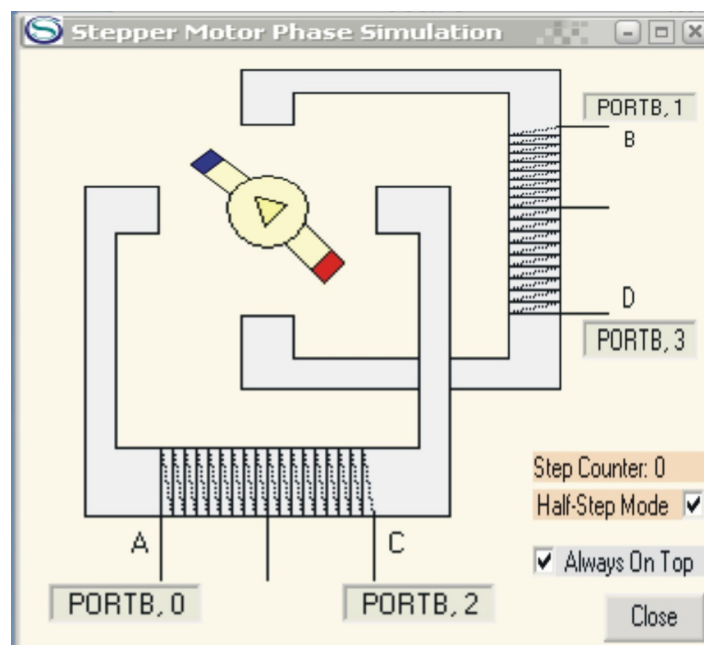 Stepper Motor Phase Simulation
PORTB, 1
B
D
PORTB, 3
Step Counter: 0
Half-Step Mode
A
C
Always On Top
PORTB, 0
PORTB, 2
Close